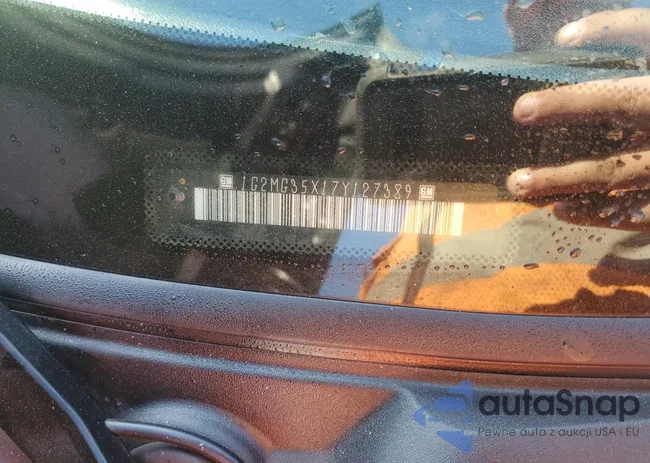 GM 1G2MG35X17Y127389 GM
autaSnap
Pewne auta z aukcji USA i EU